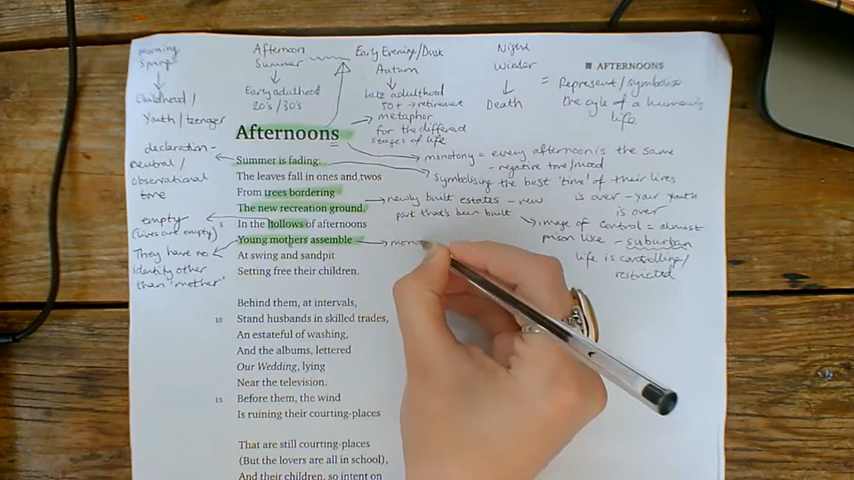 Morning
Spring
Childhood /
Youth/teenager
Afternoon
Summer
Early adulthood
20's / 30's
Early Evening/Dusk
Autumn
Late adulthood
50+ → retirement
Night
Winter
Death
= Represent / symbolise
the cycle of a human's
life
■ AFTERNOONS
Afternoons
metaphor
for the different
stages of life
declaration -
neutral /
observational
tone
monotony = every afternoon is the same
- negative tone/mood
Symbolising the best 'time' of their lives
is over - your youth
is over
Summer is fading:
The leaves fall in ones and twos
From trees bordering
The new recreation ground.
In the hollows of afternoons
Young mothers assemble
At swing and sandpit
Setting free their children.
newly built estates - new
part that's been built
image of control = almost
prison like - suburban
life is controlling/
restricted
empty
(lives are empty)
They have no
identity other
than 'mother'
mono
Behind them, at intervals,
10 Stand husbands in skilled trades,
An estateful of washing,
And the albums, lettered
Our Wedding, lying
Near the television.
15 Before them, the wind
Is ruining their courting-places
That are still courting-places
(But the lovers are all in school),
And their children, so intent on